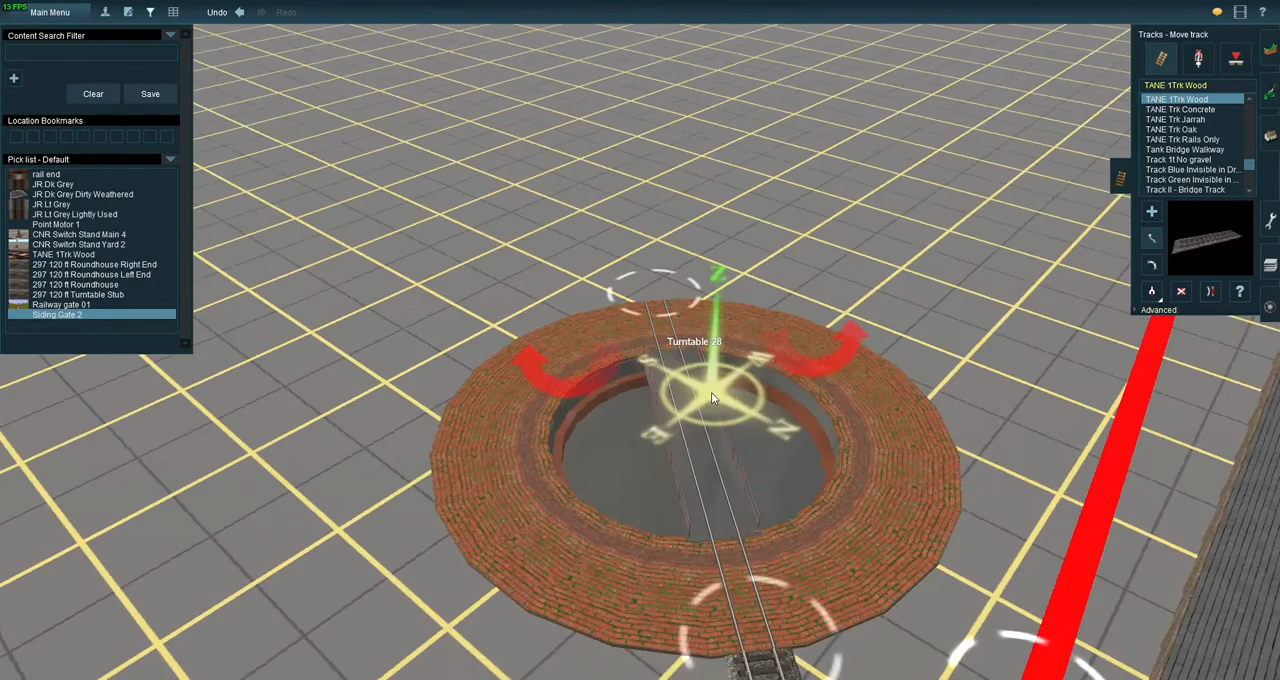 13 FPS
Main Menu
Undo
Redo
Content Search Filter
Clear
Save
Location Bookmarks
Pick list - Default
rail end
JR Dk Grey
JR Dk Grey Dirty Weathered
JR Lt Grey
JR Lt Grey Lightly Used
Point Motor 1
CNR Switch Stand Main 4
CNR Switch Stand Yard 2
TANE 1Trk Wood
297 120 ft Roundhouse Right End
297 120 ft Roundhouse Left End
297 120 ft Roundhouse
297 120 ft Turntable Stub
Railway gate 01
Siding Gate 2
Z
Turntable 28
S
W
E
N
Tracks - Move track
TANE 1Trk Wood
TANE 1Trk Wood
TANE Trk Concrete
TANE Trk Jarrah
TANE Trk Oak
TANE Trk Rails Only
Tank Bridge Walkway
Track 1t No gravel
Track Blue Invisible in Dr...
Track Green Invisible in ...
Track II - Bridge Track
?
Advanced